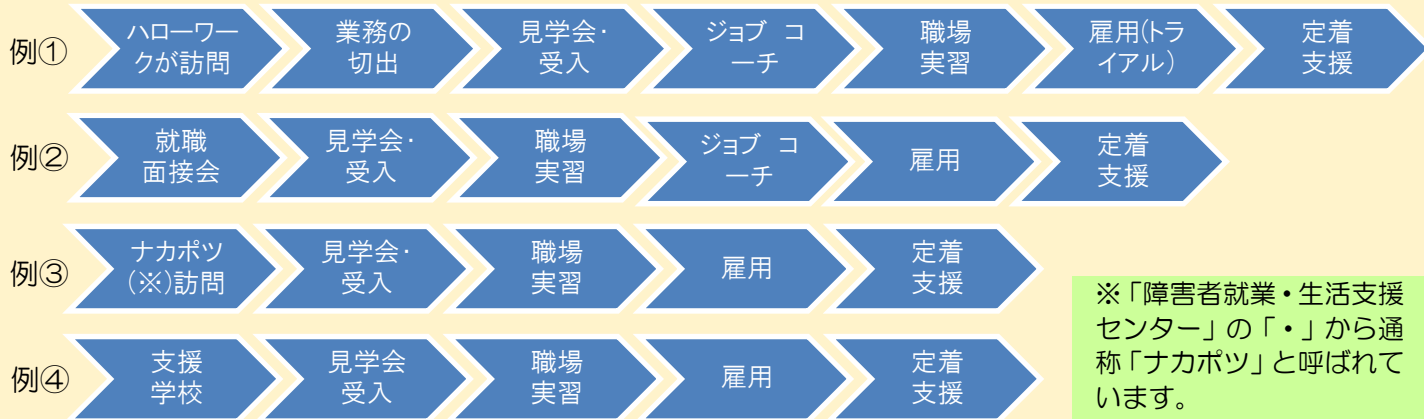 例①
ハローワー
クが訪問
業務の
切出
見学会・
受入
ジョブ コ
ーチ
職場
実習
雇用(トラ
イアル）
定着
支援
例②
就職
面接会
見学会・
受入
職場
実習
ジョブ コ
ーチ
雇用
定着
支援
例③
ナカポツ
(※)訪問
見学会・
受入
職場
実習
雇用
定着
支援
例④
支援
学校
見学会
受入
職場
実習
雇用
定着
支援
※「障害者就業・生活支援
センター」の「・」から通
称「ナカポツ」と呼ばれて
います。